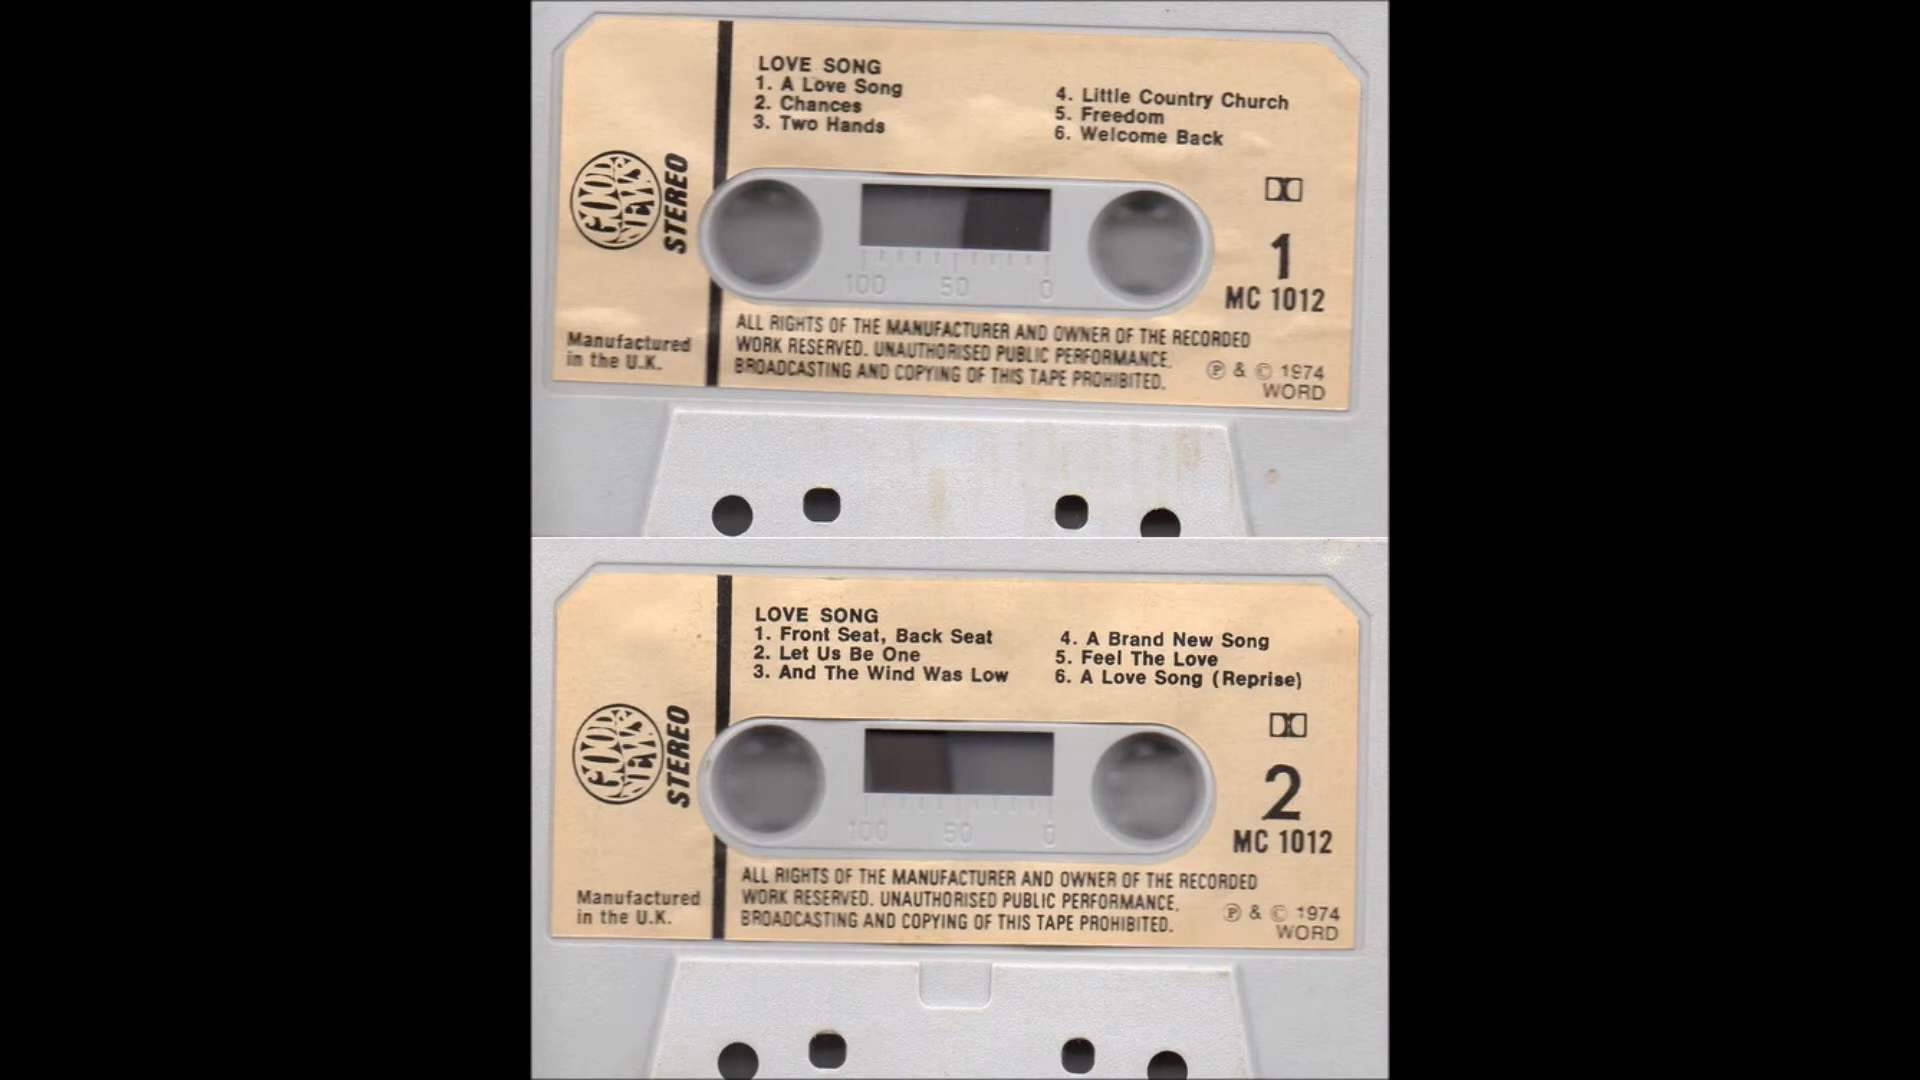 LOVE SONG
1. A Love Song
2. Chances
3. Two Hands
4. Little Country Church
5. Freedom
6. Welcome Back
GOOD
NEWS
STEREO
100 50 0
1
MC 1012
Manufactured
in the U.K.
ALL RIGHTS OF THE MANUFACTURER AND OWNER OF THE RECORDED
WORK RESERVED. UNAUTHORISED PUBLIC PERFORMANCE,
BROADCASTING AND COPYING OF THIS TAPE PROHIBITED.
℗ & © 1974
WORD
LOVE SONG
1. Front Seat, Back Seat
2. Let Us Be One
3. And The Wind Was Low
4. A Brand New Song
5. Feel The Love
6. A Love Song (Reprise)
GOOD
NEWS
STEREO
100 50 0
2
MC 1012
Manufactured
in the U.K.
ALL RIGHTS OF THE MANUFACTURER AND OWNER OF THE RECORDED
WORK RESERVED. UNAUTHORISED PUBLIC PERFORMANCE,
BROADCASTING AND COPYING OF THIS TAPE PROHIBITED.
℗ & © 1974
WORD